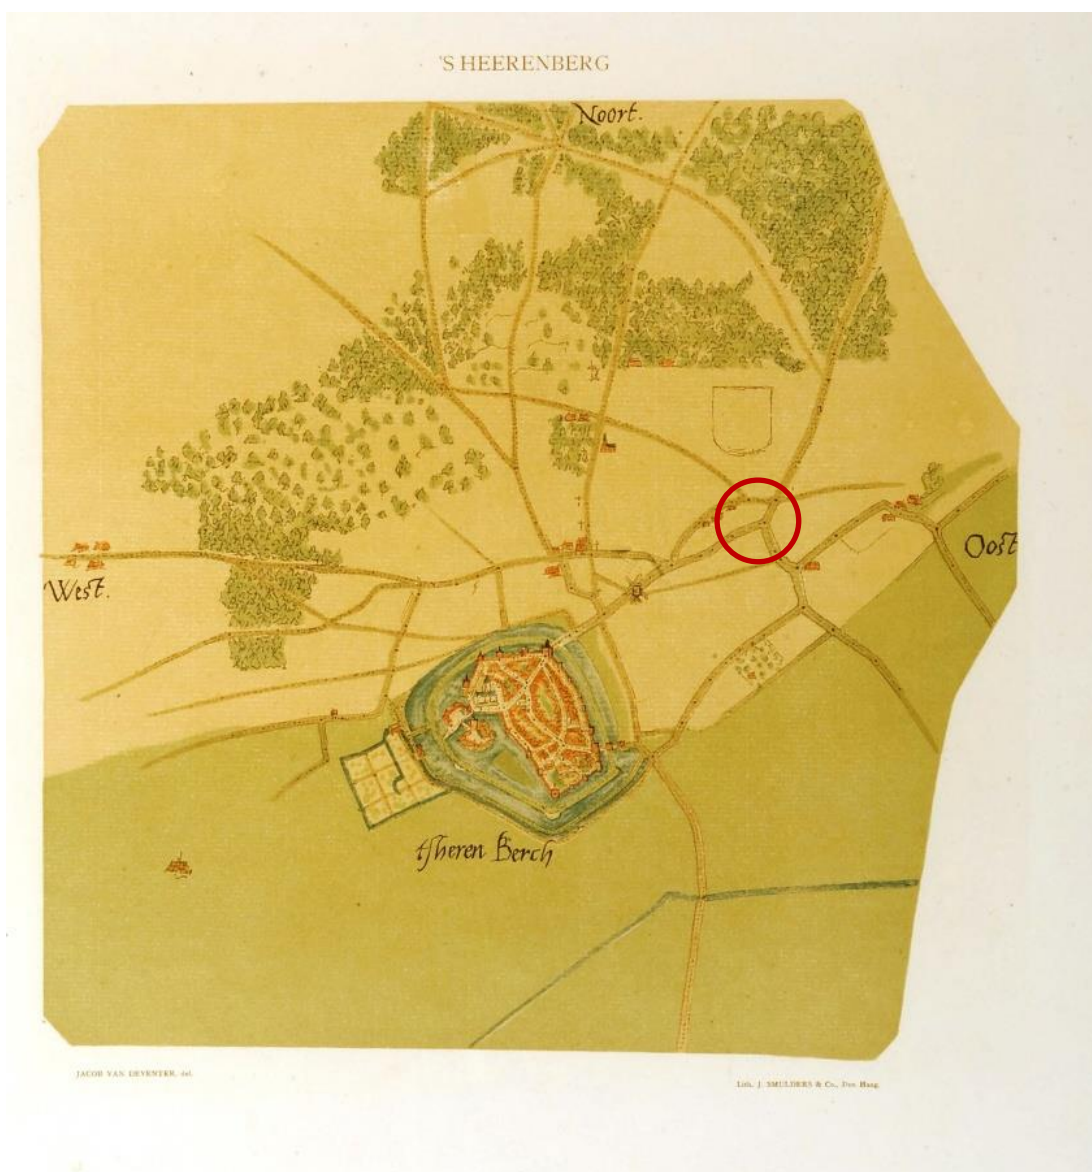 'S HEERENBERG
Noort.
Oost
West.
tsheren Berch
JACOB VAN DEVENTER, del.
Lith. J. SMULDERS & Co., Den Haag.